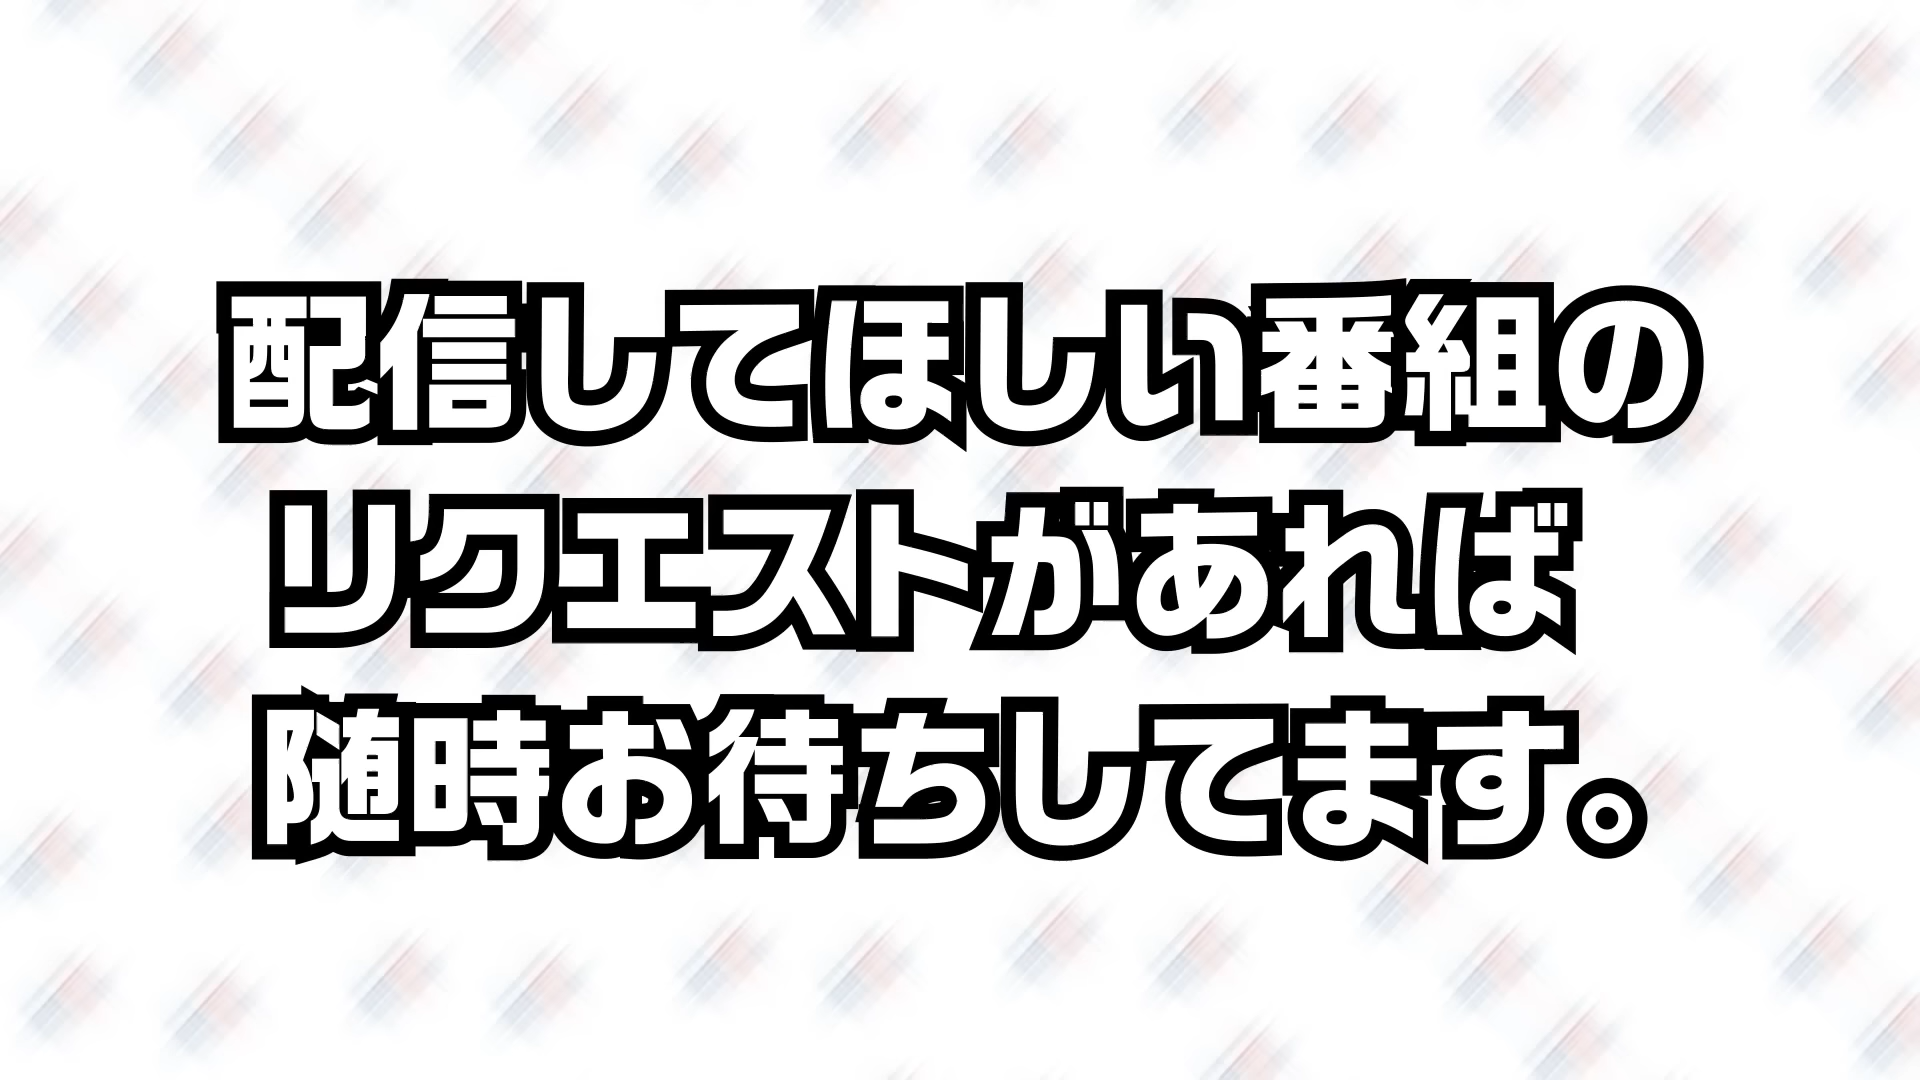 配信してほしい番組の
リクエストがあれば
随時お待ちしてます。